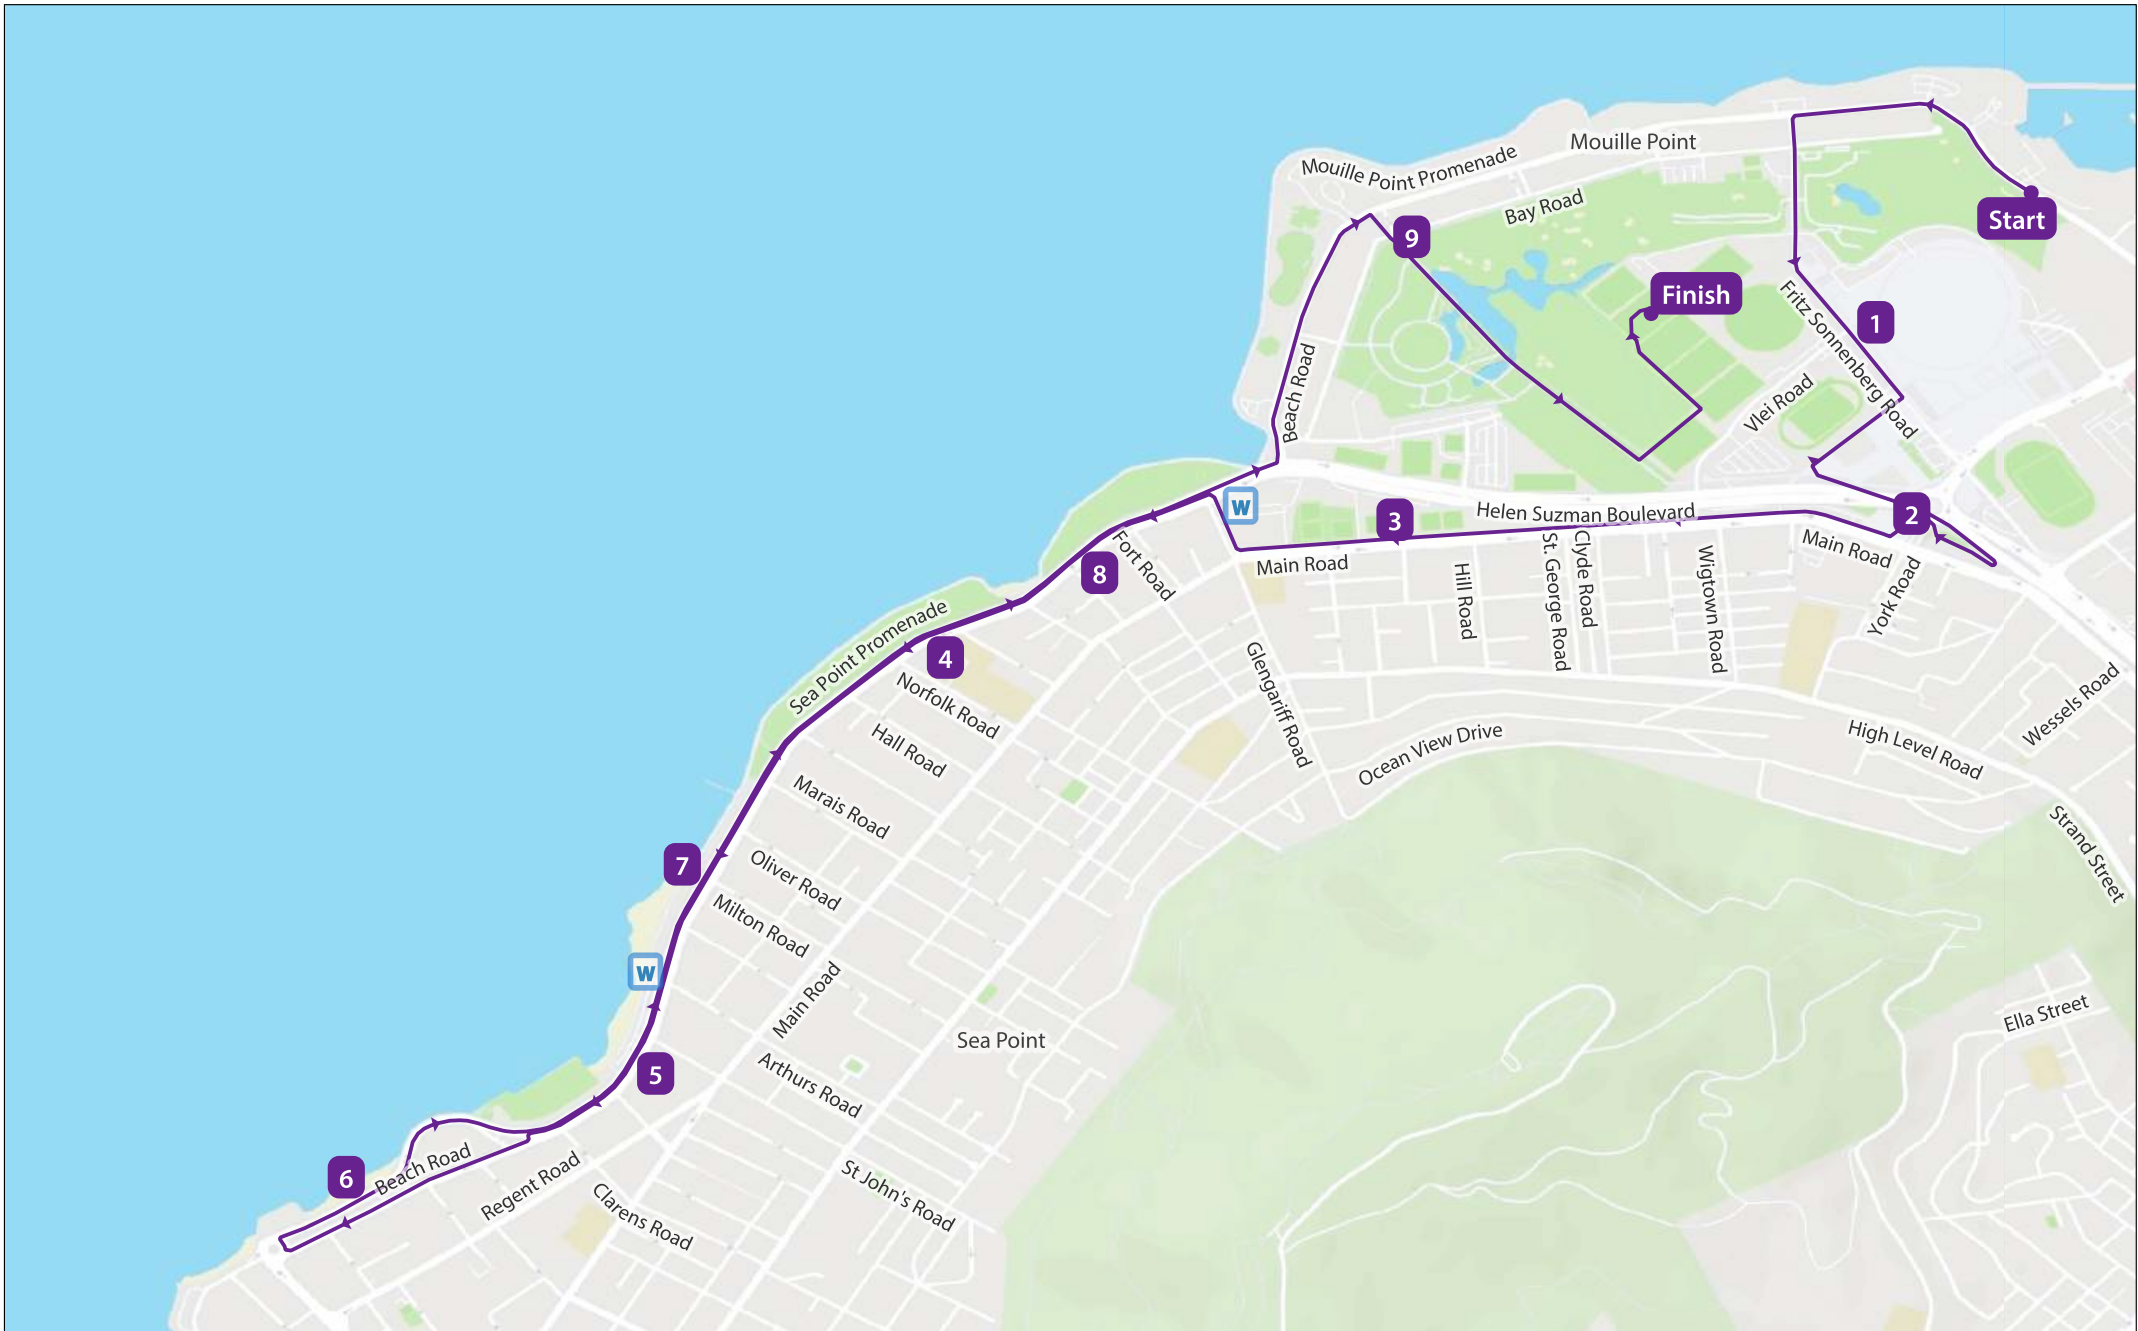 Mouille Point
Mouille Point Promenade
Bay Road
Start
9
Finish
1
Fritz Sonnenberg Road
Beach Road
Vlei Road
W
3
Helen Suzman Boulevard
2
Main Road
Main Road
Fort Road
8
Hill Road
St. George Road
Clyde Road
Wigtown Road
York Road
Sea Point Promenade
4
Norfolk Road
Glengariff Road
Wessels Road
Hall Road
Ocean View Drive
High Level Road
Marais Road
Strand Street
7
Oliver Road
Milton Road
W
Main Road
Sea Point
Ella Street
5
Arthurs Road
6
Beach Road
Regent Road
St John's Road
Clarens Road